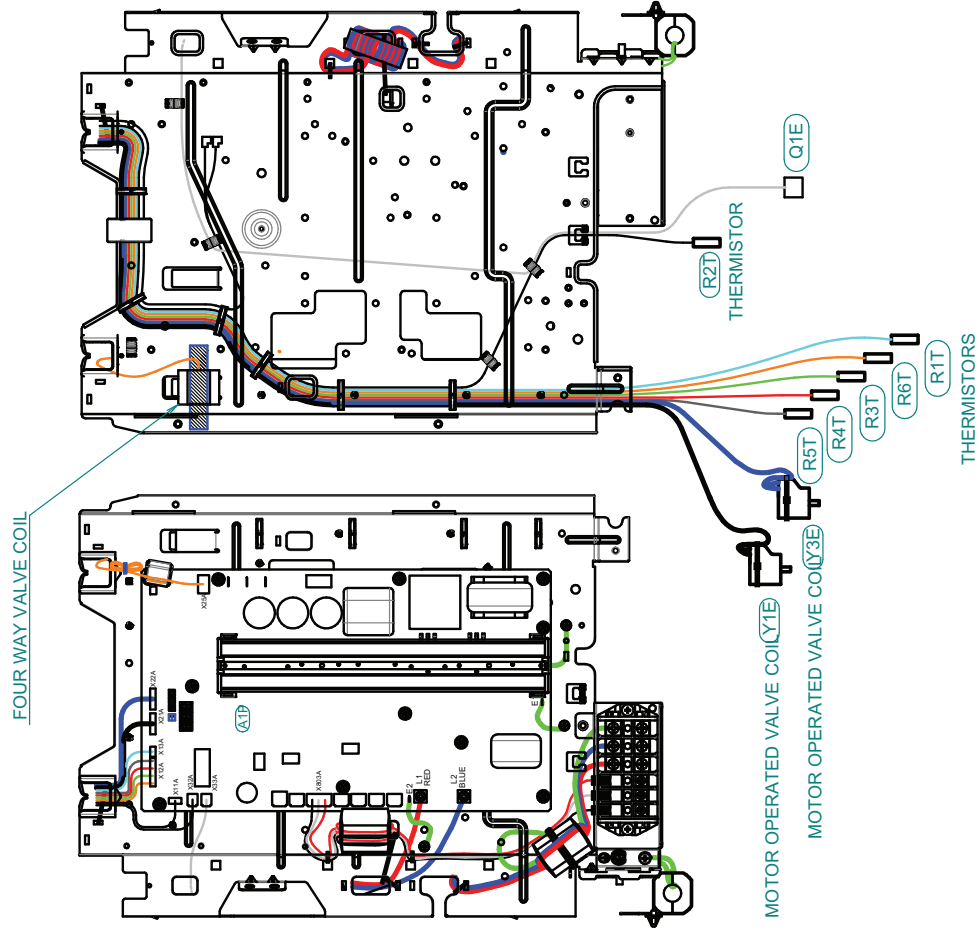 Q1E
R2T
THERMISTOR
R1T
R6T
R3T
R4T
R5T
THERMISTORS
Y3E
MOTOR OPERATED VALVE COIL
Y1E
MOTOR OPERATED VALVE COIL
FOUR WAY VALVE COIL
X25A
X22A
X21A
X13A
X12A
X11A
X32A
X33A
A1P
X803A
E
E2
L1
RED
L2
BLUE